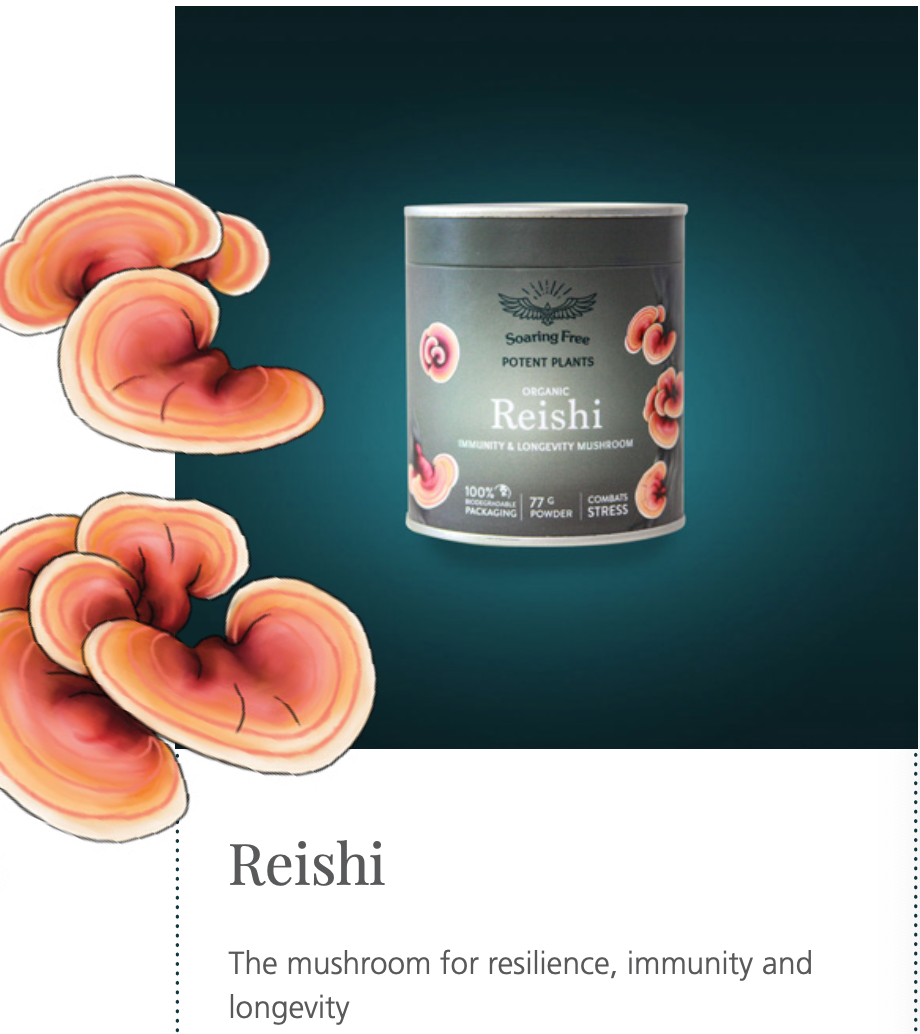 Soaring Free
POTENT PLANTS
ORGANIC
Reishi
IMMUNITY & LONGEVITY MUSHROOM
100%
BIODEGRADABLE
PACKAGING
77 G
POWDER
COMBATS
STRESS
Reishi
The mushroom for resilience, immunity and
longevity